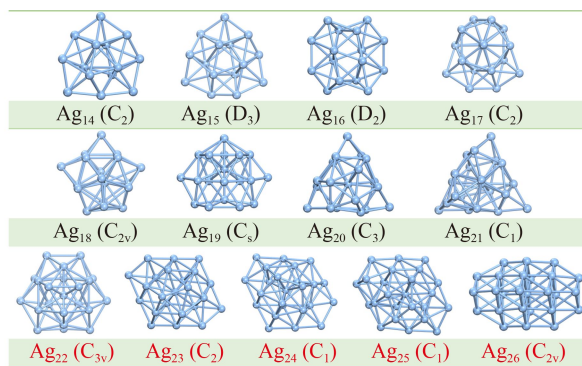 Ag₁₄ (C₂) Ag₁₅ (D₃) Ag₁₆ (D₂) Ag₁₇ (C₂)
Ag₁₈ (C₂ᵥ) Ag₁₉ (Cₛ) Ag₂₀ (C₃) Ag₂₁ (C₁)
Ag₂₂ (C₃ᵥ) Ag₂₃ (C₂) Ag₂₄ (C₁) Ag₂₅ (C₁) Ag₂₆ (C₂ᵥ)